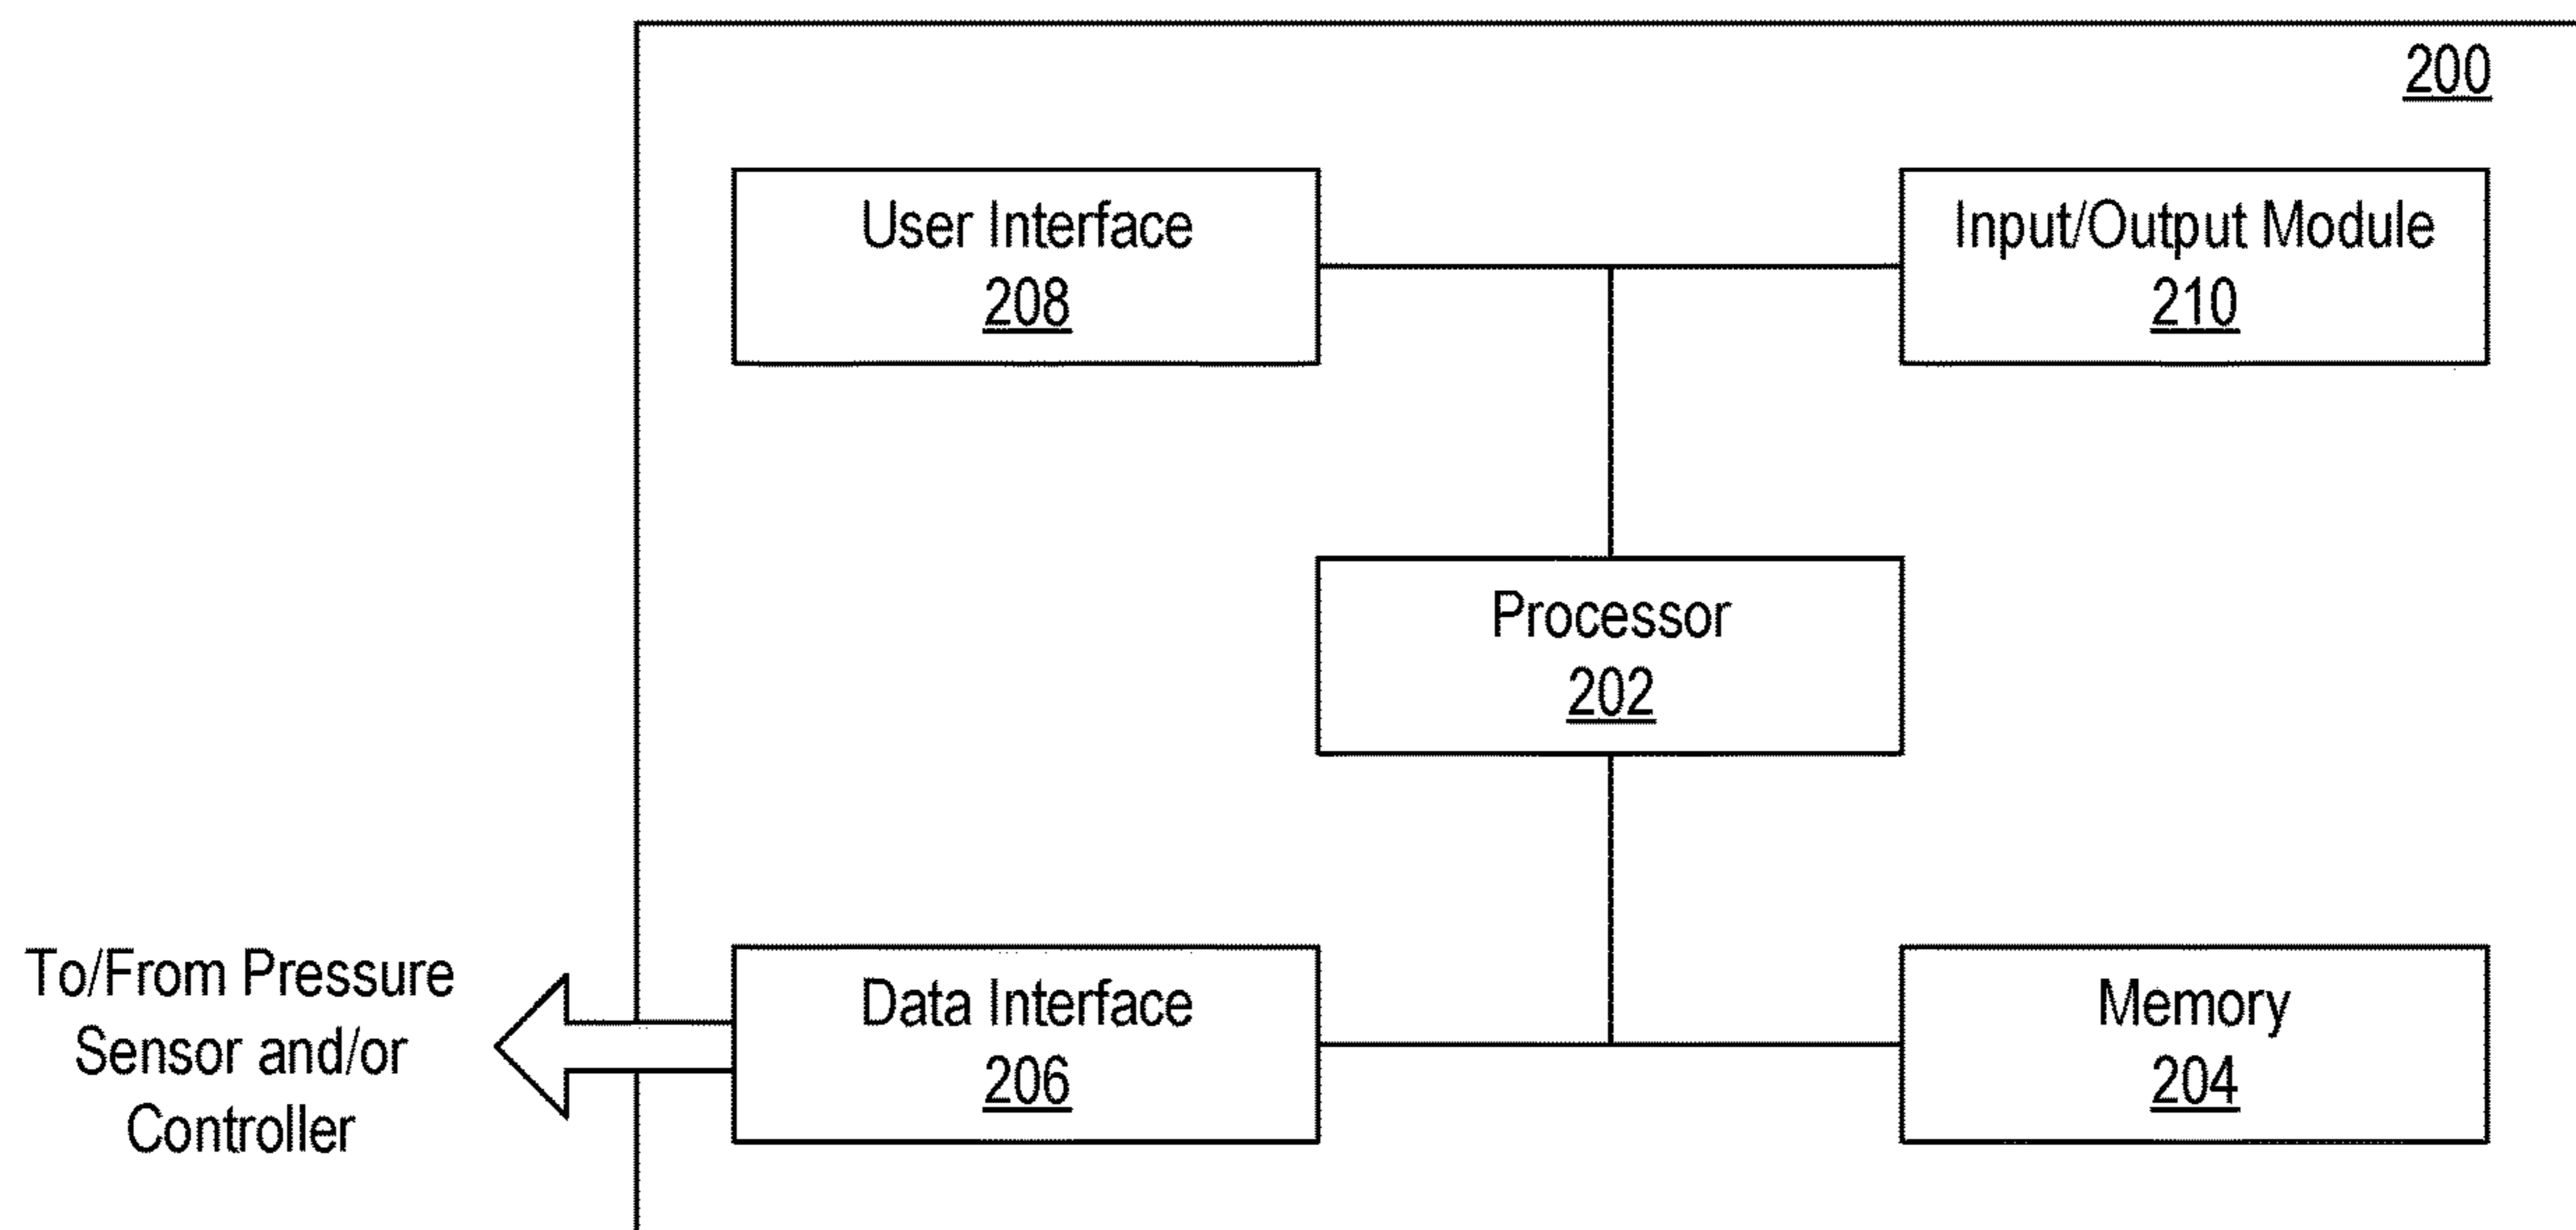 200
User Interface
208
Input/Output Module
210
Processor
202
To/From Pressure
Sensor and/or
Controller
Data Interface
206
Memory
204